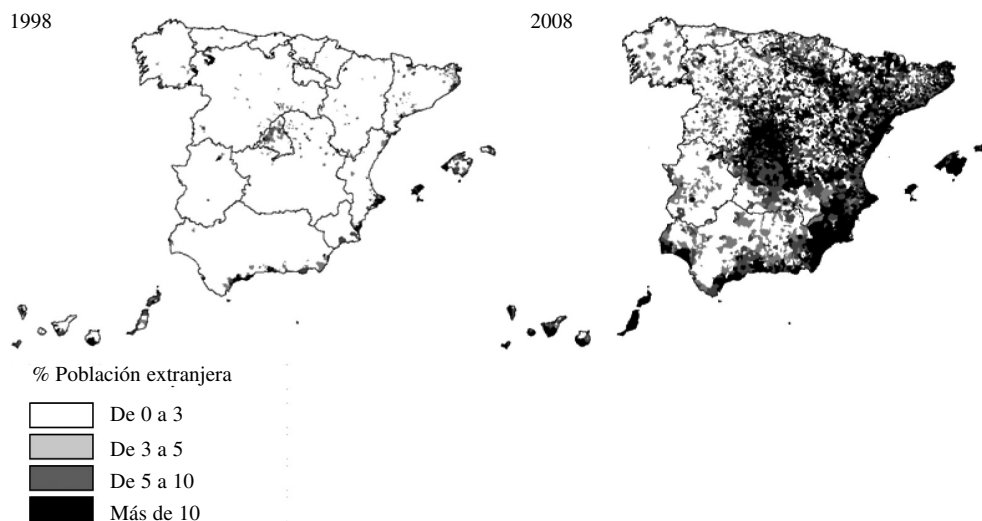 1998
2008
% Población extranjera
De 0 a 3
De 3 a 5
De 5 a 10
Más de 10